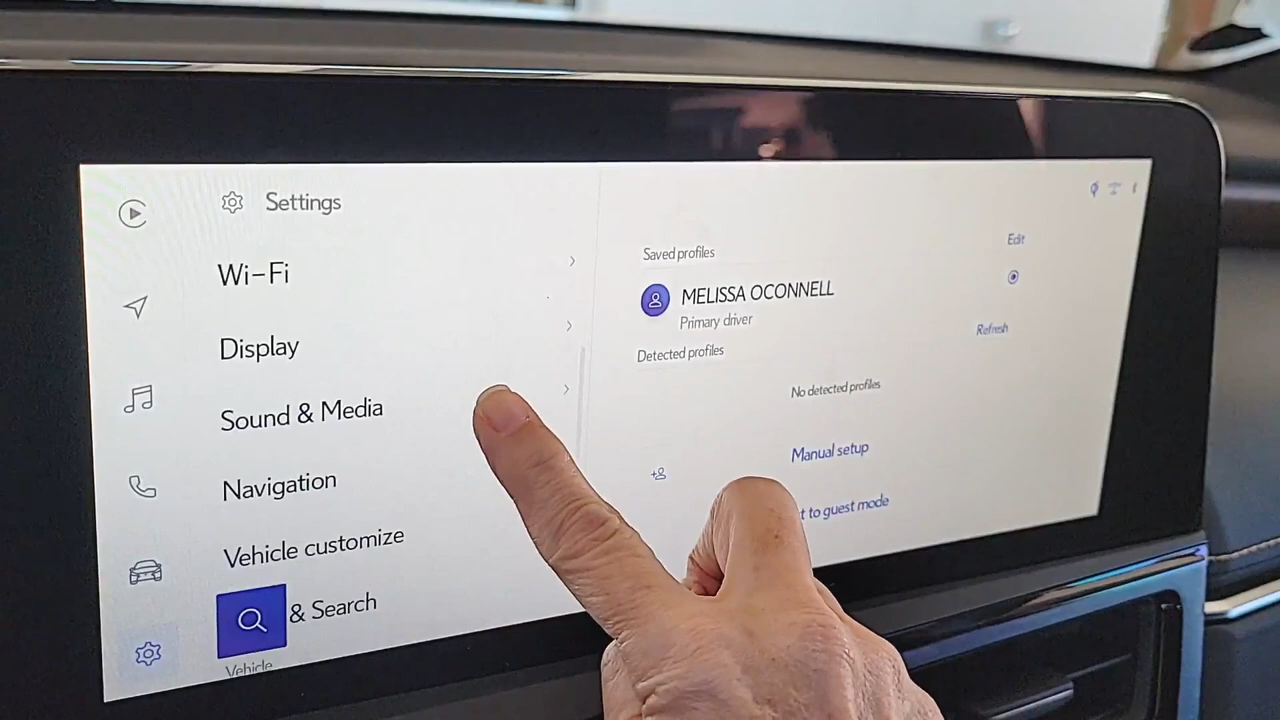 Settings
Wi-Fi
Display
Sound & Media
Navigation
Vehicle customize
& Search
Vehicle
Saved profiles
Edit
MELISSA OCONNELL
Primary driver
Refresh
Detected profiles
No detected profiles
Manual setup
t to guest mode